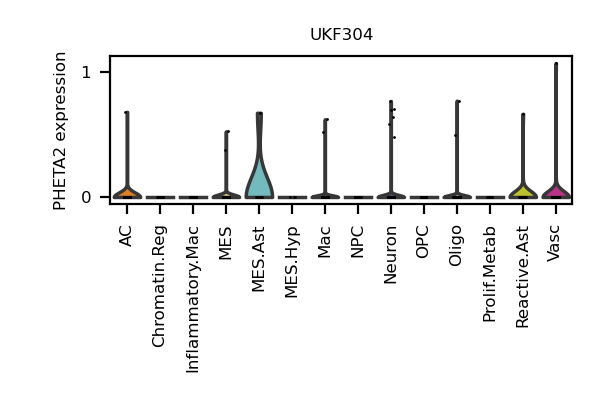 UKF304
PHETA2 expression
1
0
AC
Chromatin.Reg
Inflammatory.Mac
MES
MES.Ast
MES.Hyp
Mac
NPC
Neuron
OPC
Oligo
Prolif.Metab
Reactive.Ast
Vasc